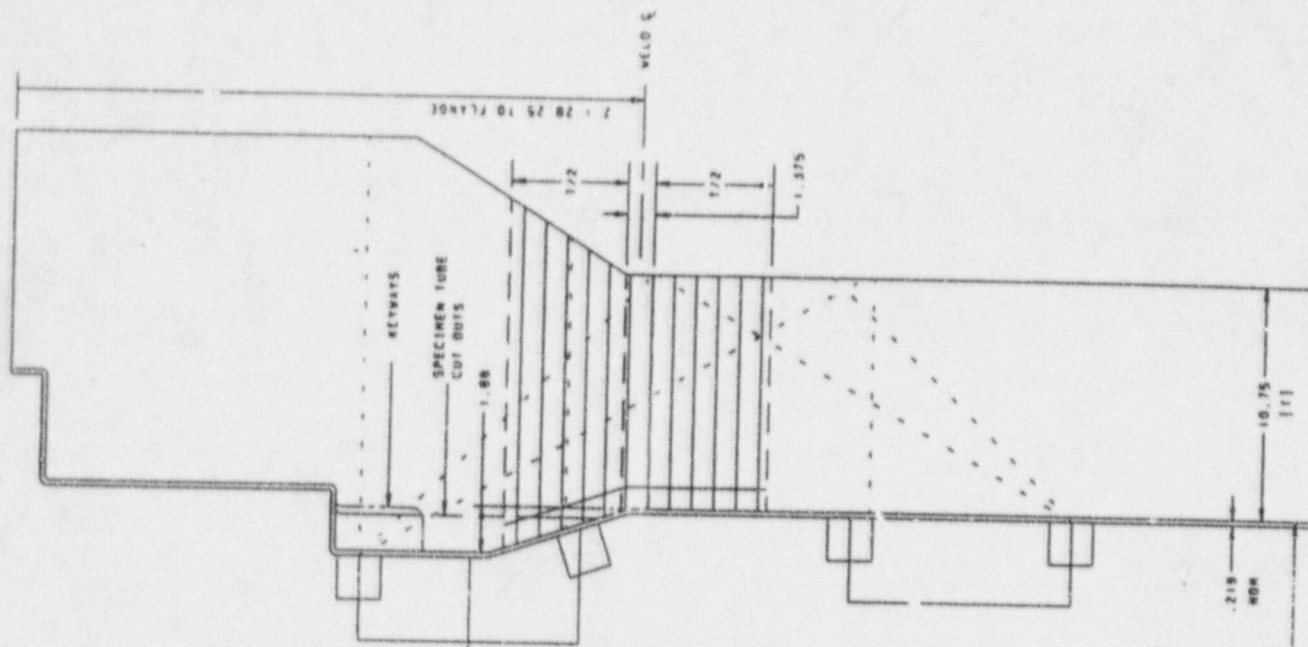 WELD ℄
Z = 28.25 TO FLANGE
1/2
1/2
1.375
KEYWAYS
SPECIMEN TUBE
CUT OUTS
1.88
10.75
[T]
.219
NOM